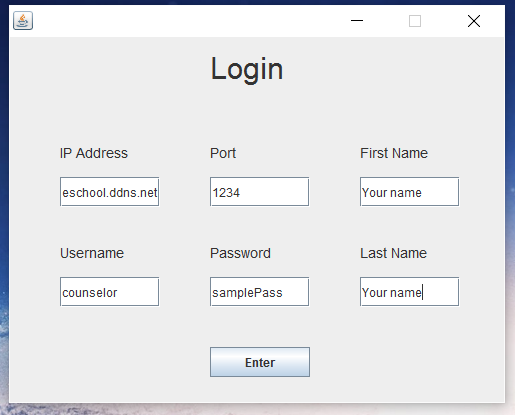 Login
IP Address Port First Name
eschool.ddns.net 1234 Your name
Username Password Last Name
counselor samplePass Your name
Enter